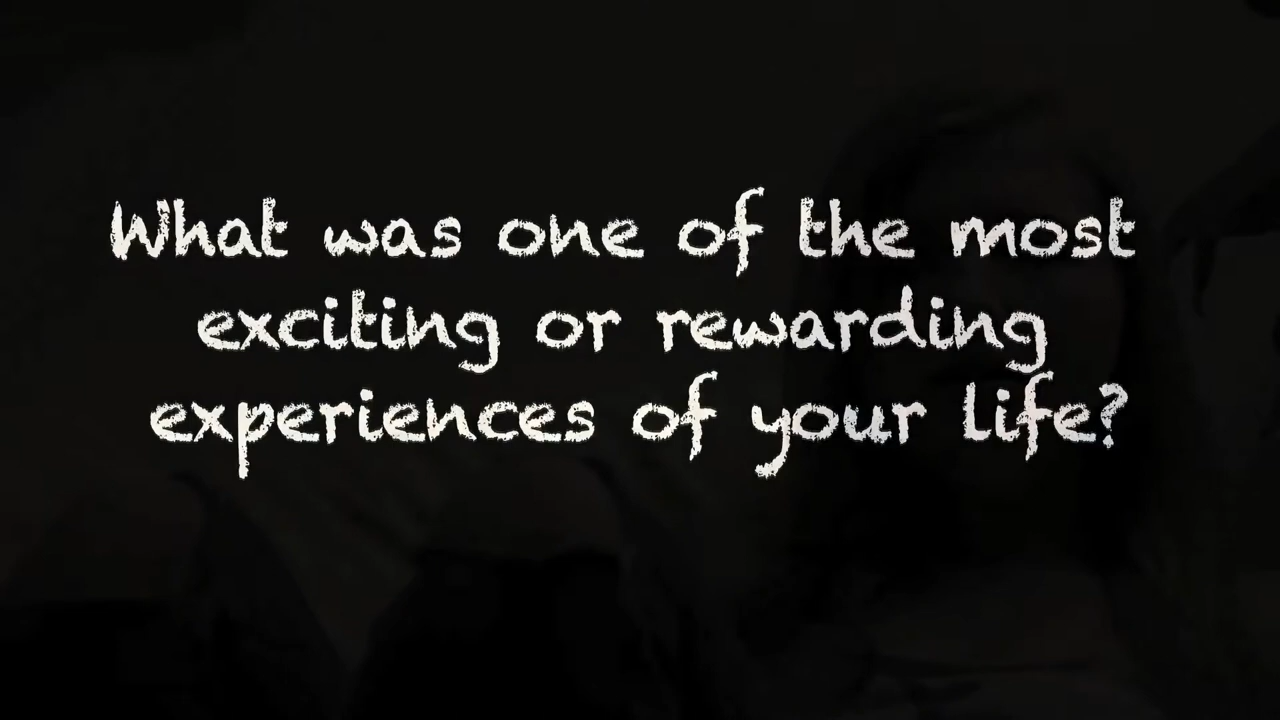 What was one of the most
exciting or rewarding
experiences of your life?